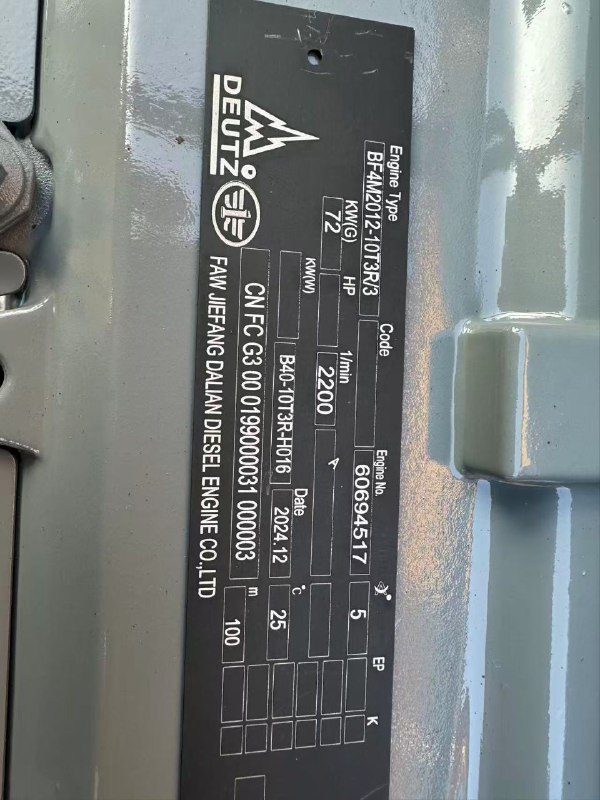 DEUTZ
Engine Type Code Engine No. EP K
BF4M2012-10T3R/3 60694517 5
KW(G) HP 1/min A
72 2200
KW(W) Date °C
B40-10T3R-H016 2024.12 25
m
CN FC G3 00 0199000031 000003 100
FAW JIEFANG DALIAN DIESEL ENGINE CO.,LTD